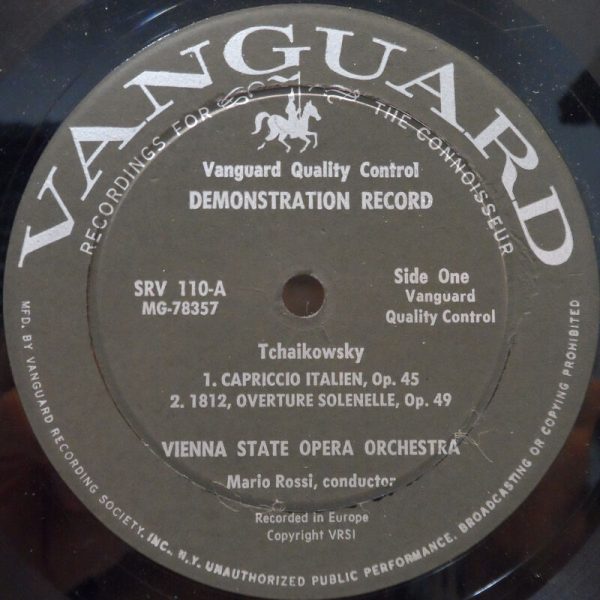 VANGUARD
RECORDINGS FOR THE CONNOISSEUR
Vanguard Quality Control
DEMONSTRATION RECORD
SRV 110-A
MG-78357
Side One
Vanguard
Quality Control
Tchaikowsky
1. CAPRICCIO ITALIEN, Op. 45
2. 1812, OVERTURE SOLENELLE, Op. 49
VIENNA STATE OPERA ORCHESTRA
Mario Rossi, conductor
Recorded in Europe
Copyright VRSI
MFD. BY VANGUARD RECORDING SOCIETY, INC. N.Y. UNAUTHORIZED PUBLIC PERFORMANCE, BROADCASTING OR COPYING PROHIBITED